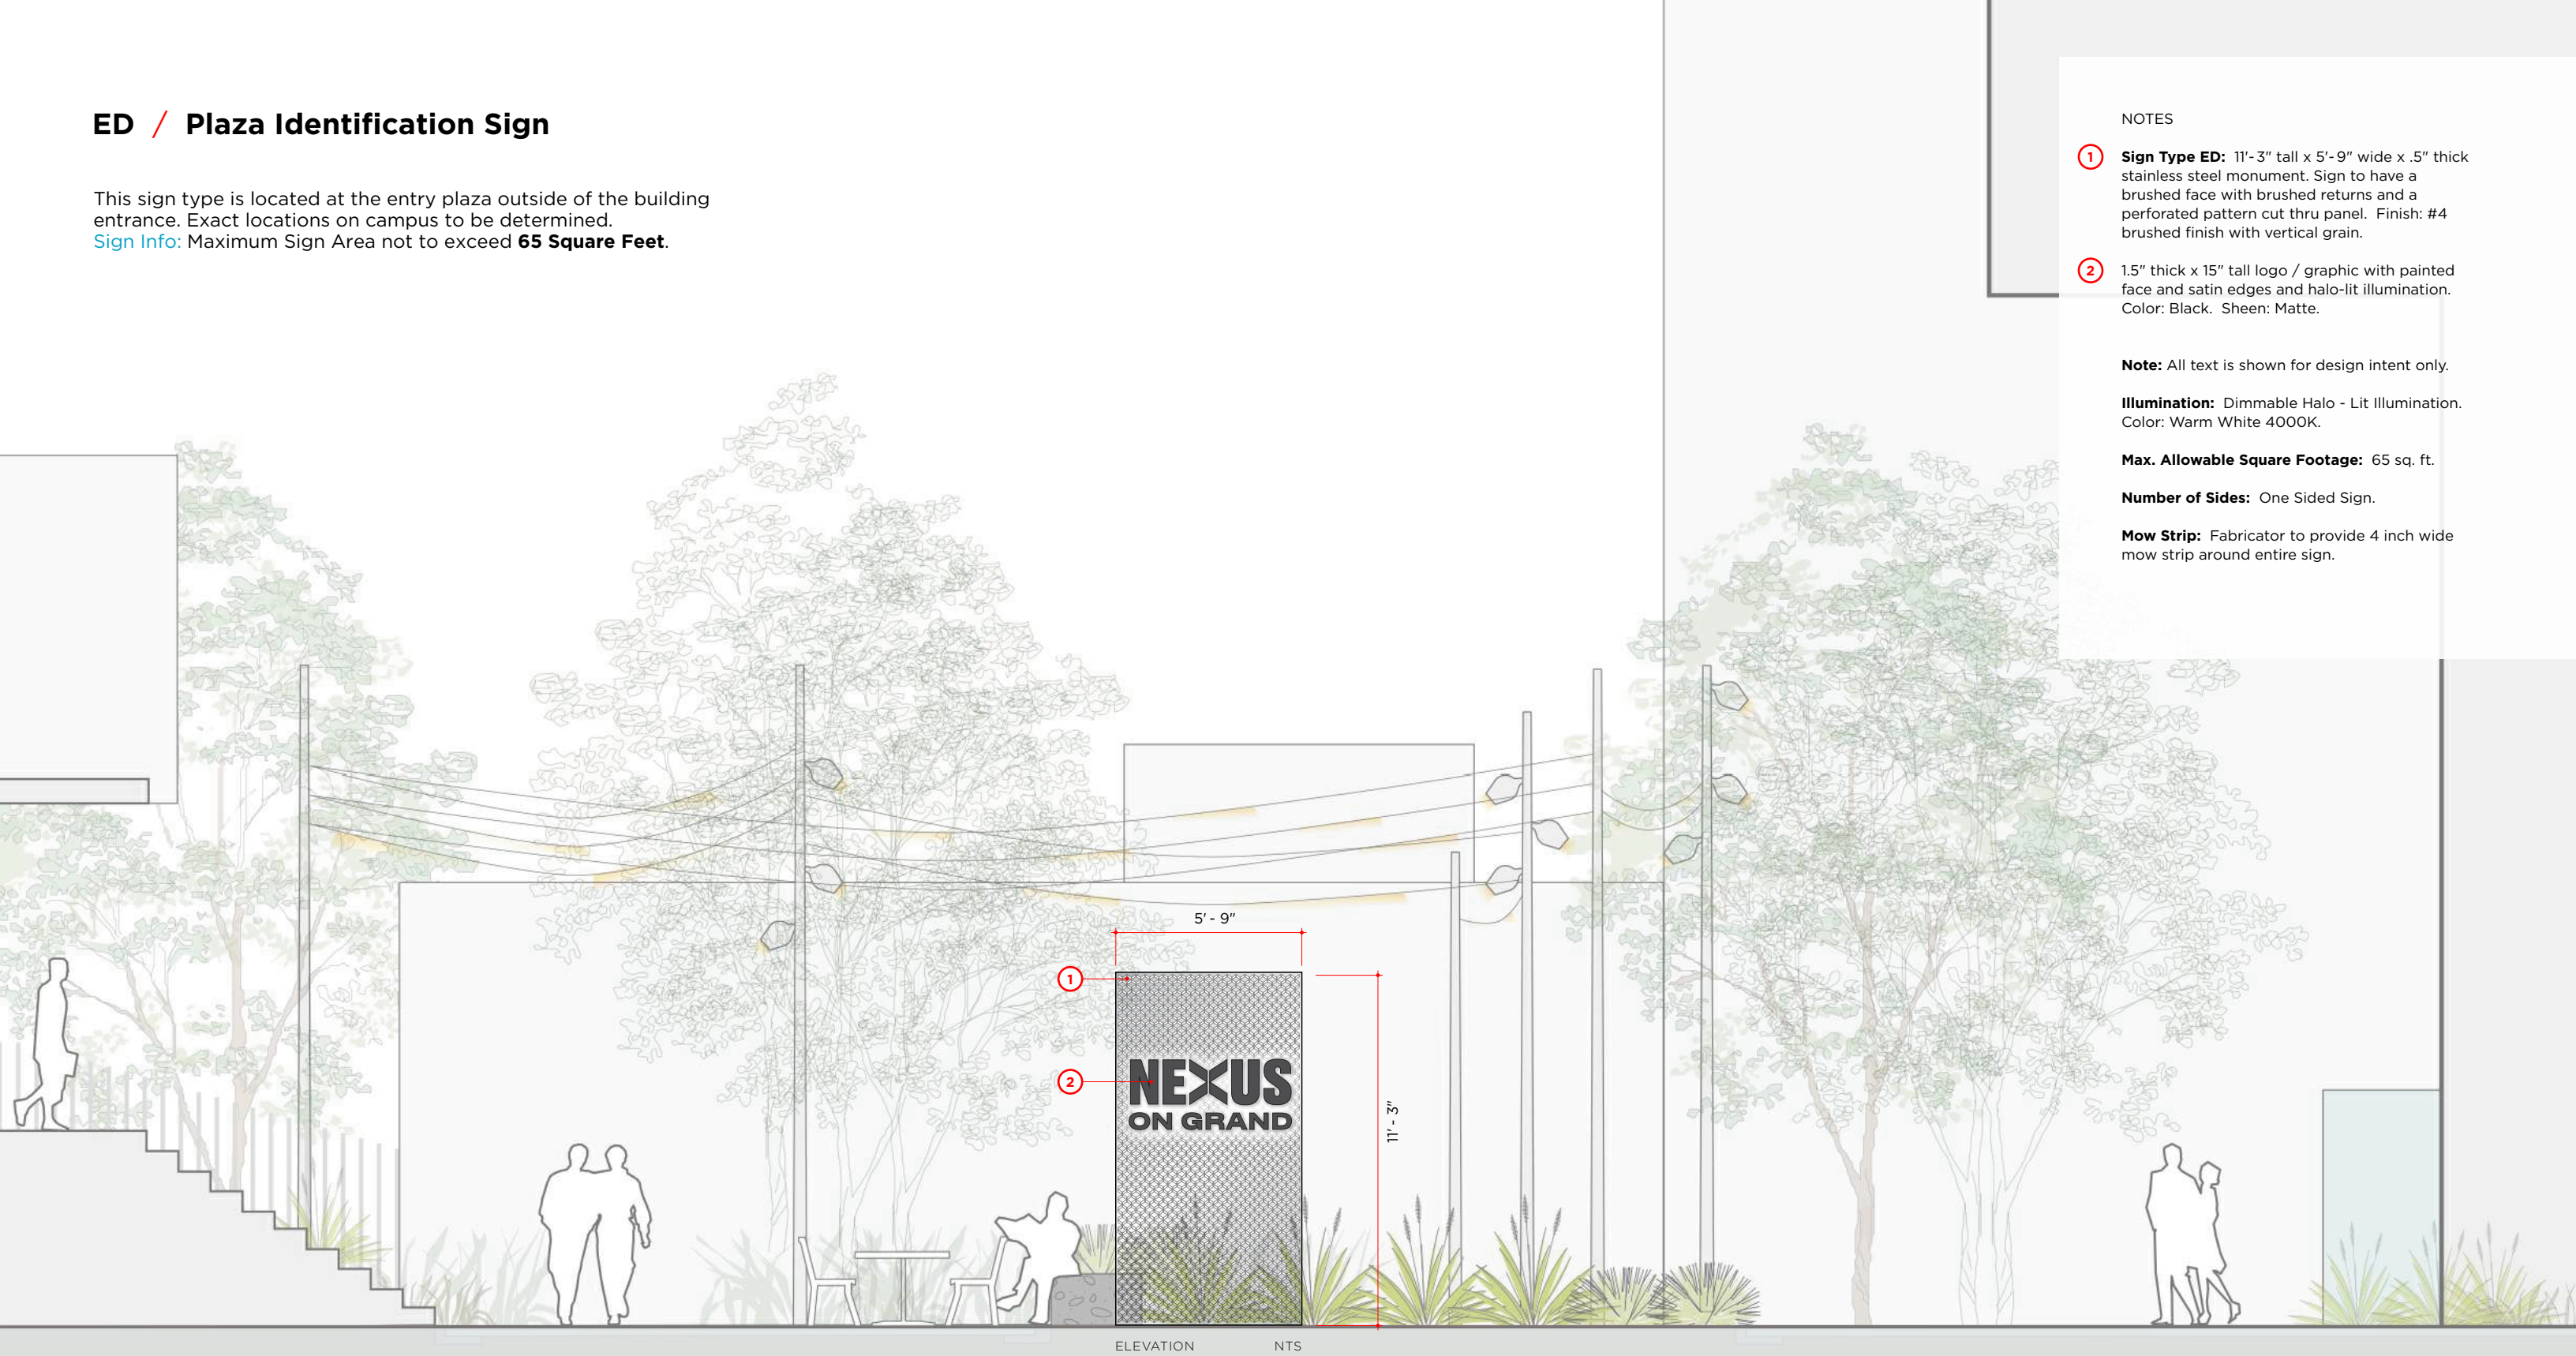 ED / Plaza Identification Sign
This sign type is located at the entry plaza outside of the building
entrance. Exact locations on campus to be determined.
Sign Info: Maximum Sign Area not to exceed 65 Square Feet.
NOTES
1 Sign Type ED: 11'-3" tall x 5'-9" wide x .5" thick
stainless steel monument. Sign to have a
brushed face with brushed returns and a
perforated pattern cut thru panel. Finish: #4
brushed finish with vertical grain.
2 1.5" thick x 15" tall logo / graphic with painted
face and satin edges and halo-lit illumination.
Color: Black. Sheen: Matte.
Note: All text is shown for design intent only.
Illumination: Dimmable Halo - Lit Illumination.
Color: Warm White 4000K.
Max. Allowable Square Footage: 65 sq. ft.
Number of Sides: One Sided Sign.
Mow Strip: Fabricator to provide 4 inch wide
mow strip around entire sign.
5' - 9"
1
2
NEXUS
ON GRAND
11' - 3"
ELEVATION NTS